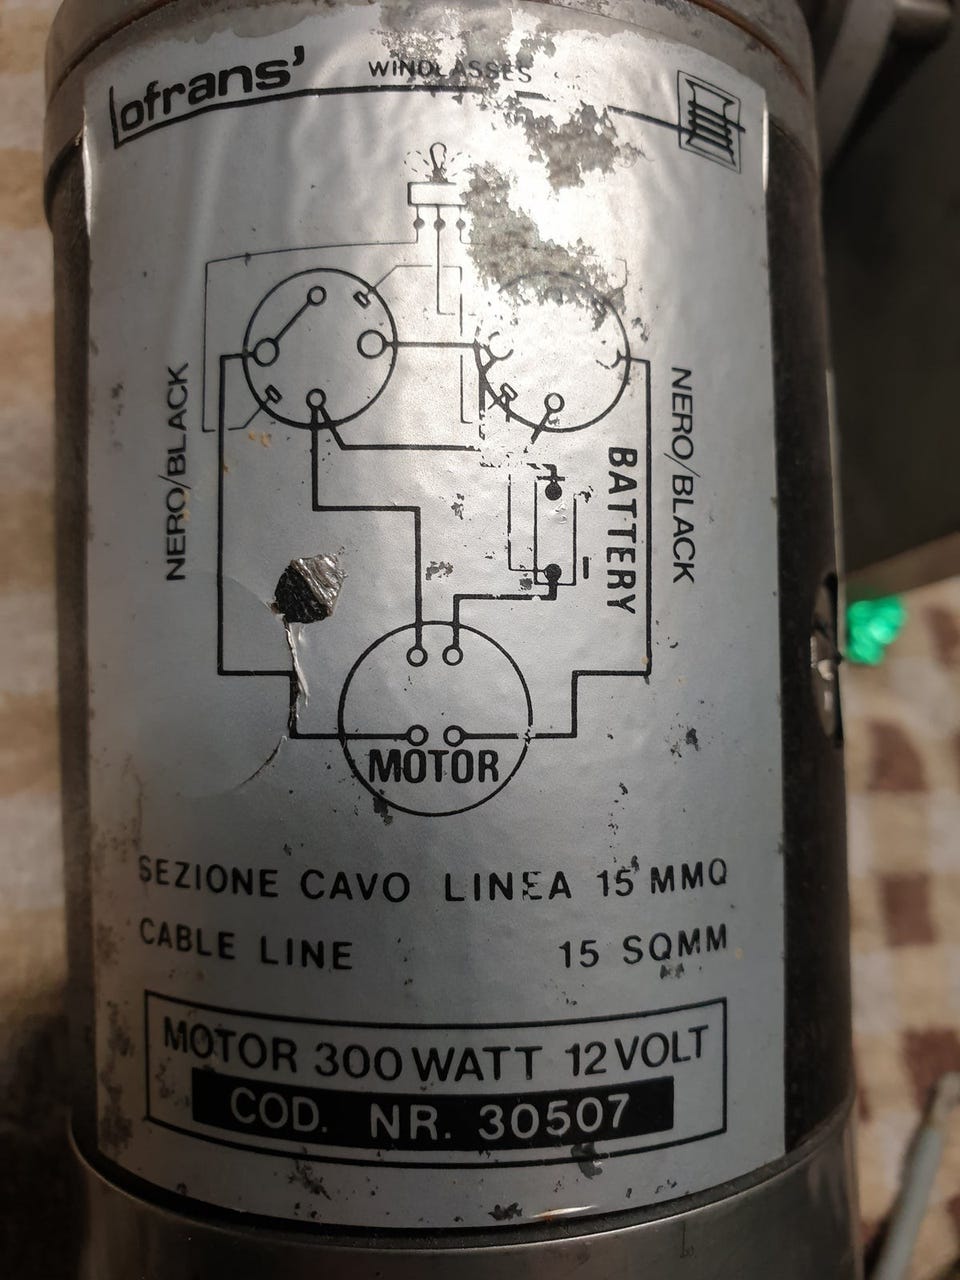 Lofrans'
WINDLASSES
NERO/BLACK
NERO/BLACK
BATTERY
-
MOTOR
SEZIONE CAVO LINEA 15 MMQ
CABLE LINE 15 SQMM
MOTOR 300 WATT 12 VOLT
COD. NR. 30507